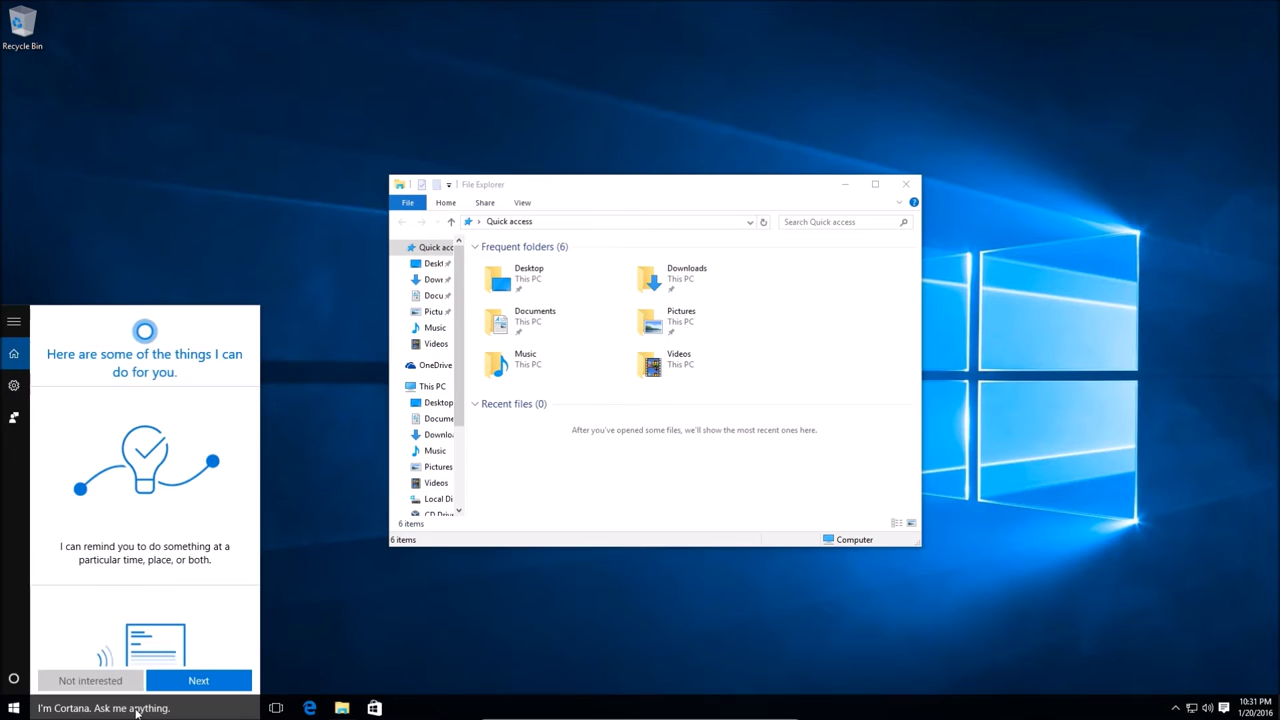 Recycle Bin
File Explorer
File
Home
Share
View
Quick access
Search Quick access
Quick acc
Deskt
Down
Docu
Pictu
Music
Videos
OneDrive
This PC
Desktop
Docume
Downloa
Music
Pictures
Videos
Local Di
CD Drive
Frequent folders (6)
Desktop
This PC
Downloads
This PC
Documents
This PC
Pictures
This PC
Music
This PC
Videos
This PC
Recent files (0)
After you've opened some files, we'll show the most recent ones here.
6 items
6 items
Computer
Here are some of the things I can
do for you.
I can remind you to do something at a
particular time, place, or both.
Not interested
Next
I'm Cortana. Ask me anything.
10:31 PM
1/20/2016